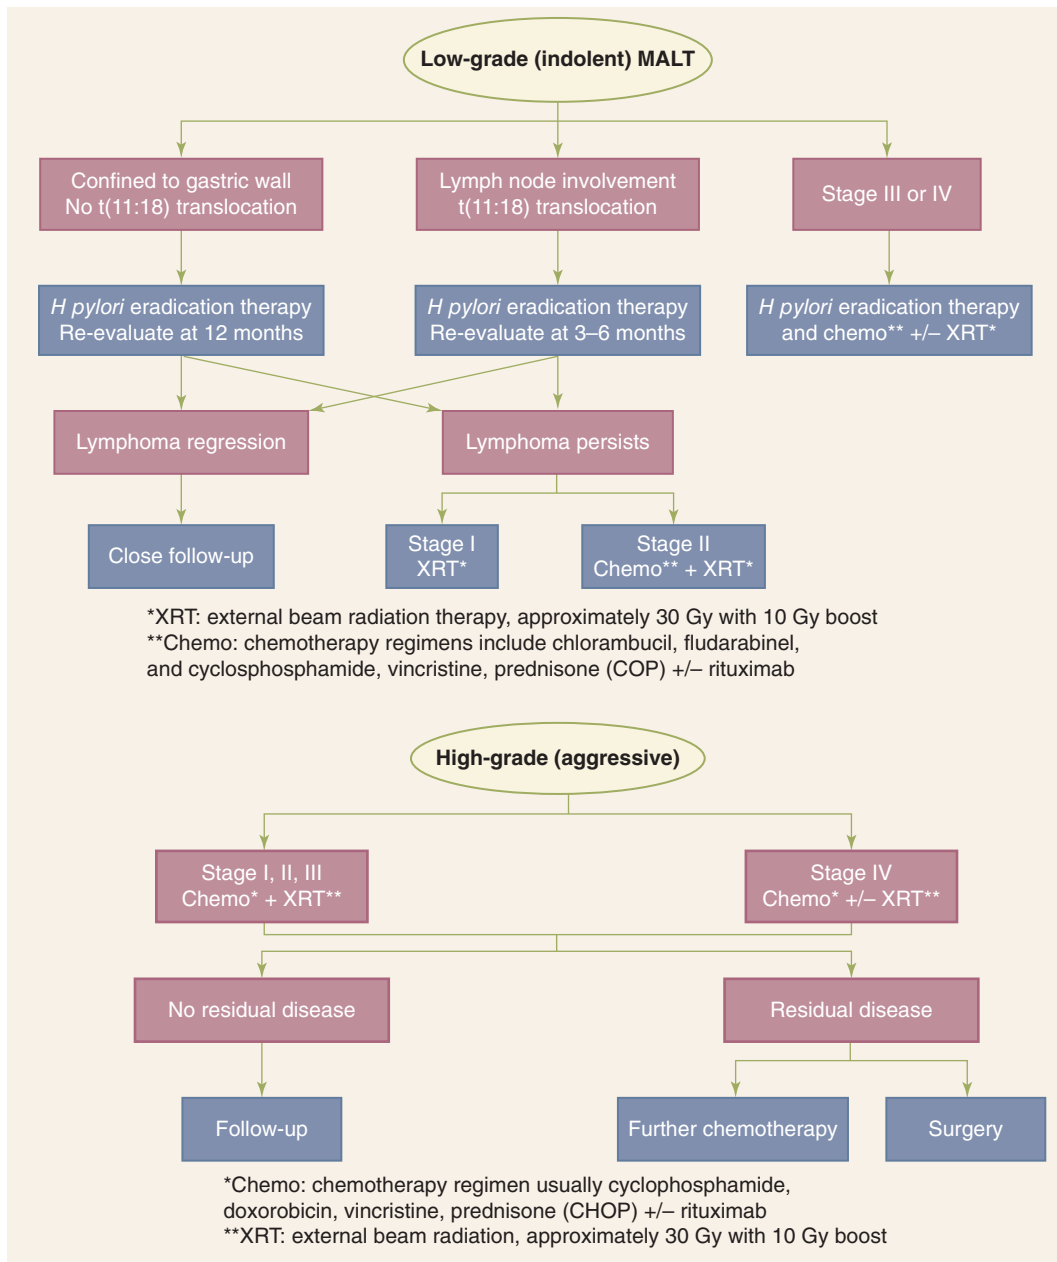 Low-grade (indolent) MALT
Confined to gastric wall
No t(11:18) translocation
Lymph node involvement
t(11:18) translocation
Stage III or IV
H pylori eradication therapy
Re-evaluate at 12 months
H pylori eradication therapy
Re-evaluate at 3–6 months
H pylori eradication therapy
and chemo** +/– XRT*
Lymphoma regression
Lymphoma persists
Close follow-up
Stage I
XRT*
Stage II
Chemo** + XRT*
*XRT: external beam radiation therapy, approximately 30 Gy with 10 Gy boost
**Chemo: chemotherapy regimens include chlorambucil, fludarabinel,
and cyclosphosphamide, vincristine, prednisone (COP) +/– rituximab
High-grade (aggressive)
Stage I, II, III
Chemo* + XRT**
Stage IV
Chemo* +/– XRT**
No residual disease
Residual disease
Follow-up
Further chemotherapy
Surgery
*Chemo: chemotherapy regimen usually cyclophosphamide,
doxorobicin, vincristine, prednisone (CHOP) +/– rituximab
**XRT: external beam radiation, approximately 30 Gy with 10 Gy boost